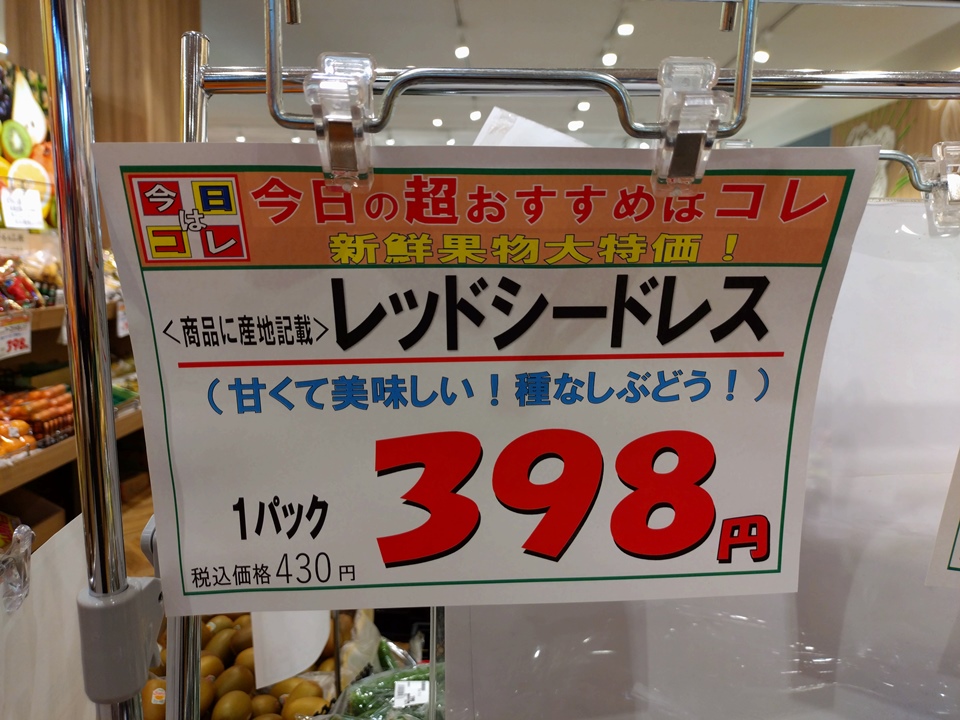 今日はコレ
今日の超おすすめはコレ
新鮮果物大特価！
<商品に産地記載>レッドシードレス
（甘くて美味しい！種なしぶどう！）
1パック
398円
税込価格430円
398